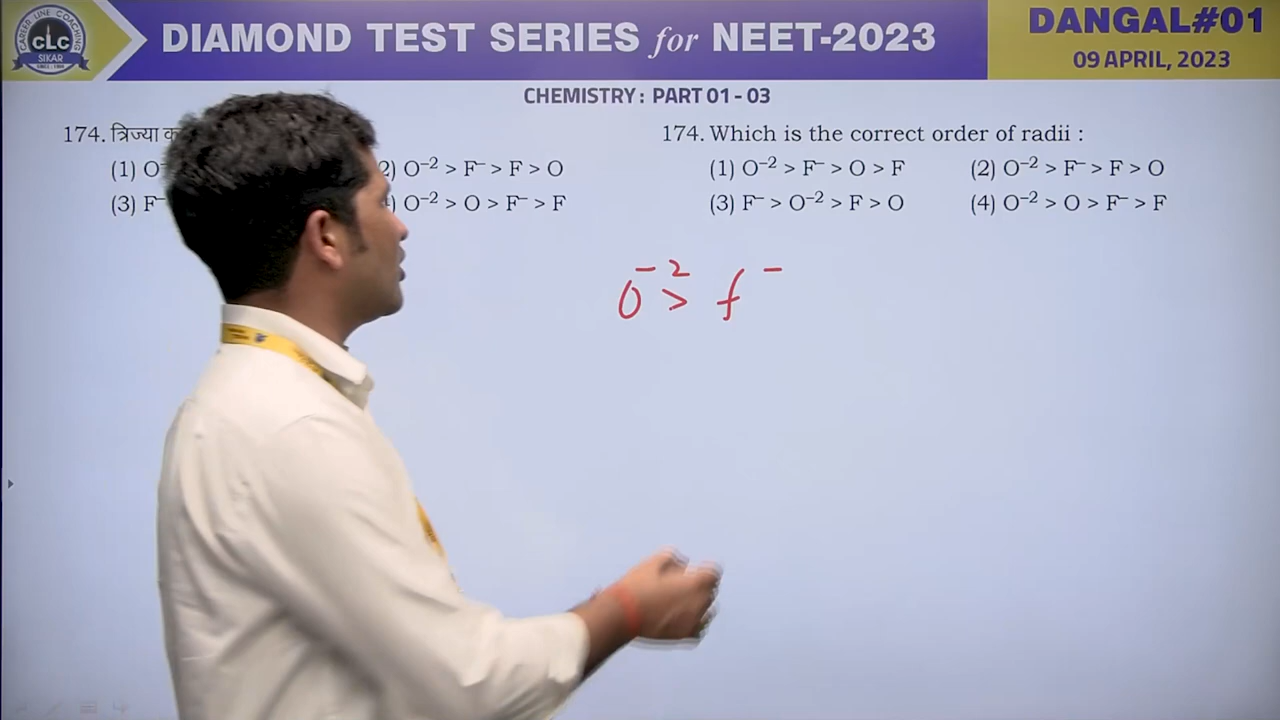 CAREER LINE COACHING
CLC
SIKAR
DIAMOND TEST SERIES for NEET-2023
DANGAL#01
09 APRIL, 2023
CHEMISTRY : PART 01 - 03
174. त्रिज्या
(1) O⁻ 2) O⁻² > F⁻ > F > O
(3) F⁻ ) O⁻² > O > F⁻ > F
174. Which is the correct order of radii :
(1) O⁻² > F⁻ > O > F (2) O⁻² > F⁻ > F > O
(3) F⁻ > O⁻² > F > O (4) O⁻² > O > F⁻ > F
O⁻² > f⁻